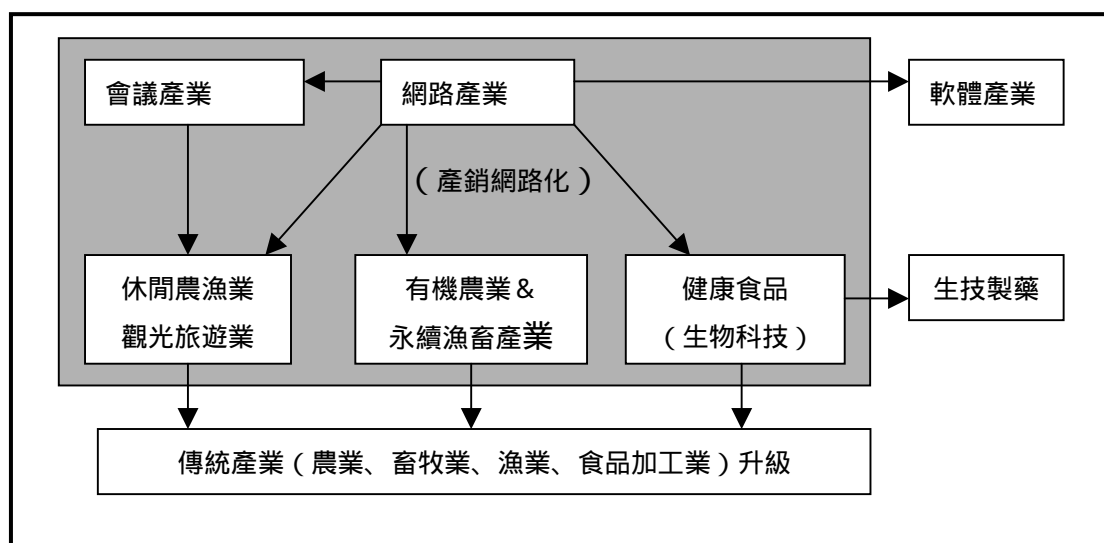 會議產業
網路產業
軟體產業
(產銷網路化)
休閒農漁業
觀光旅遊業
有機農業&
永續漁畜產業
健康食品
(生物科技)
生技製藥
傳統產業(農業、畜牧業、漁業、食品加工業)升級